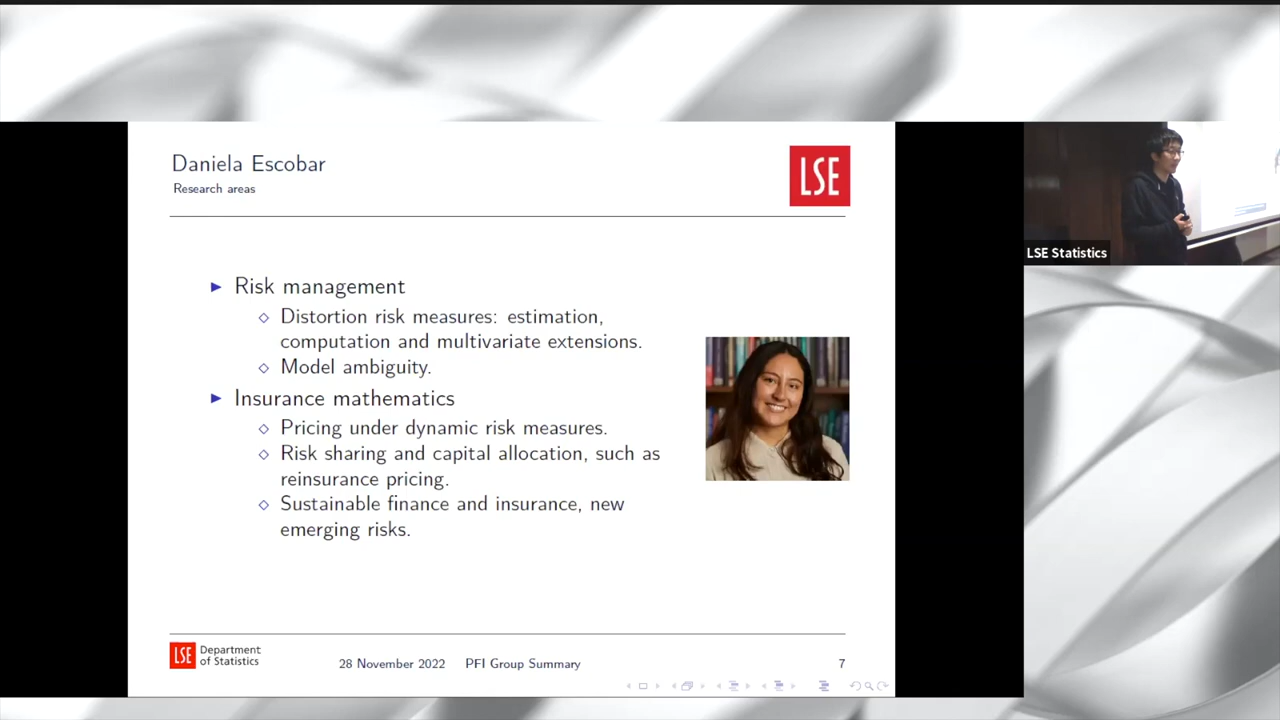 Daniela Escobar
Research areas
LSE
Risk management
Distortion risk measures: estimation,
computation and multivariate extensions.
Model ambiguity.
Insurance mathematics
Pricing under dynamic risk measures.
Risk sharing and capital allocation, such as
reinsurance pricing.
Sustainable finance and insurance, new
emerging risks.
LSE Department
of Statistics
28 November 2022 PFI Group Summary 7
LSE Statistics